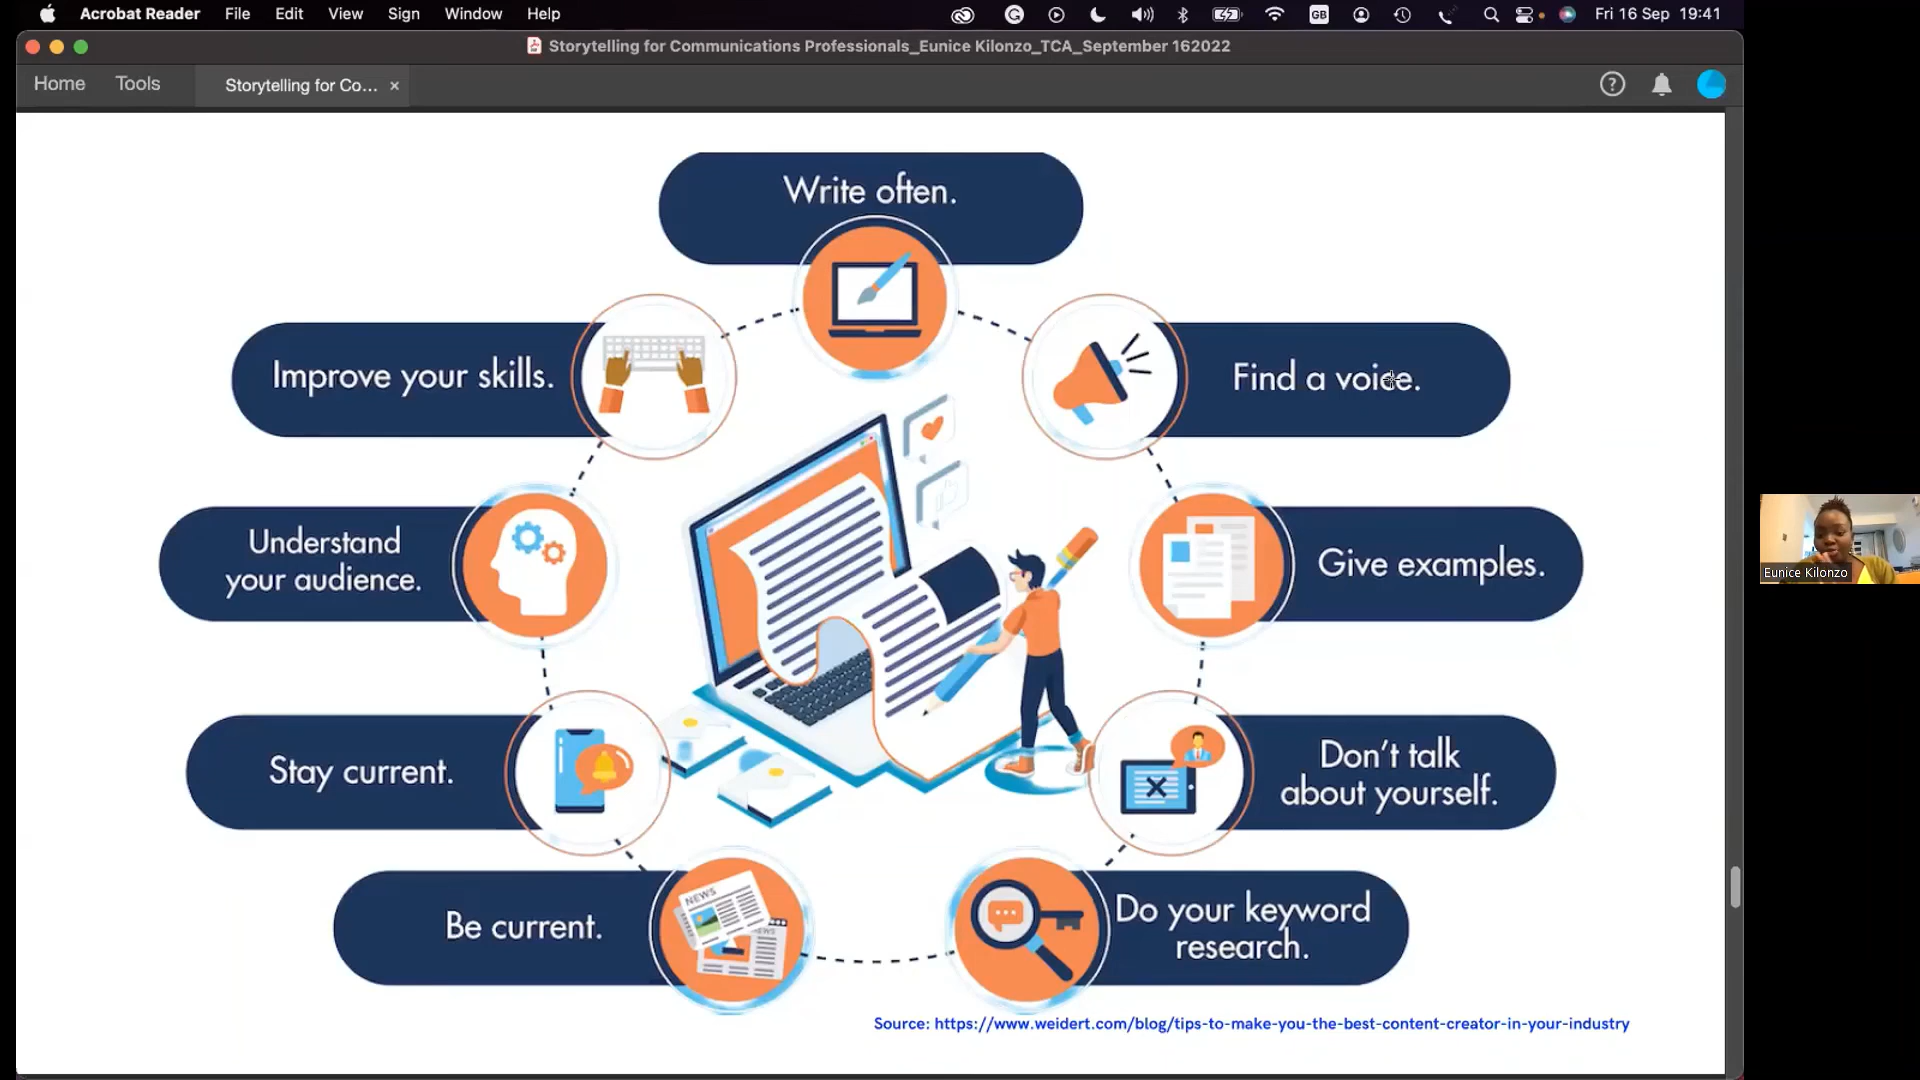 Acrobat Reader File Edit View Sign Window Help GB Fri 16 Sep 19:41
Storytelling for Communications Professionals_Eunice Kilonzo_TCA_September 162022
Home Tools Storytelling for Co... ×
Write often.
Improve your skills.
Find a voice.
Understand
your audience.
Give examples.
Stay current.
Don't talk
about yourself.
Be current.
NEWS
NEWS
Do your keyword
research.
Source: https://www.weidert.com/blog/tips-to-make-you-the-best-content-creator-in-your-industry
Eunice Kilonzo